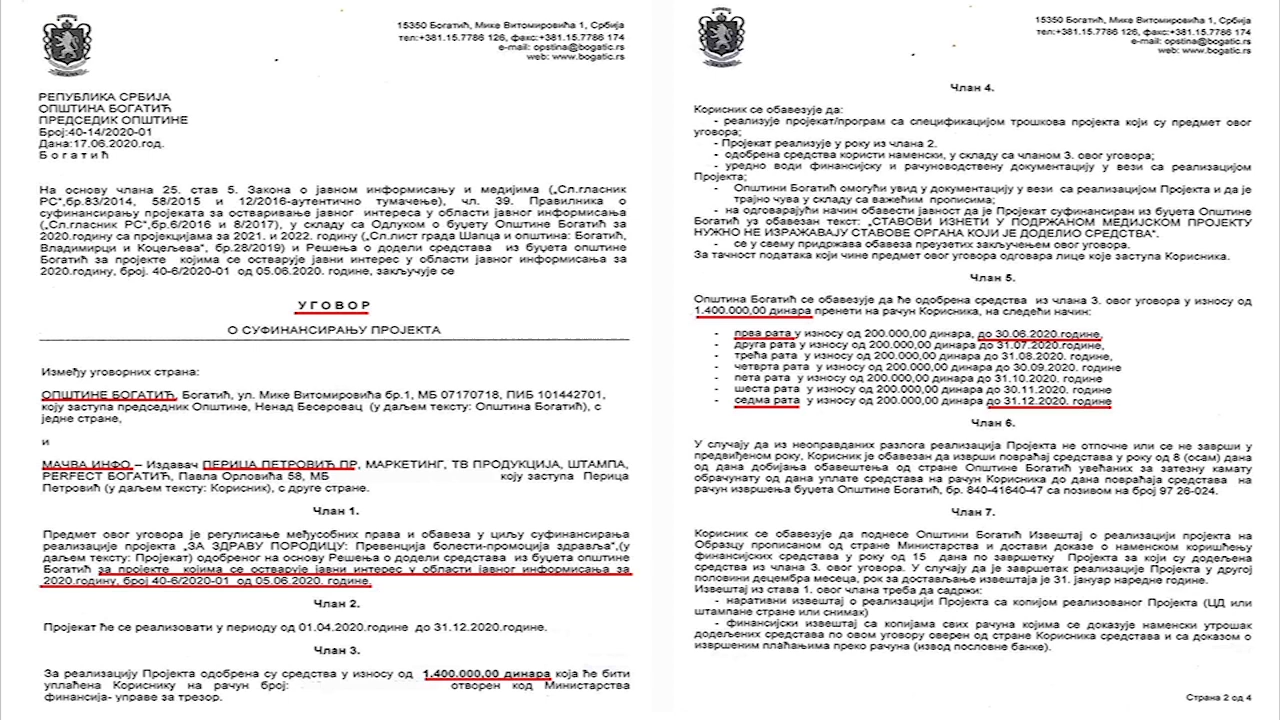 15350 Богатић, Мике Витомировића 1, Србија
тел:+381.15.7786 126, факс:+381.15.7786 174
e-mail: opstina@bogatic.rs
web: www.bogatic.rs
РЕПУБЛИКА СРБИЈА
ОПШТИНА БОГАТИЋ
ПРЕДСЕДИК ОПШТИНЕ
Број:40-14/2020-01
Дана:17.06.2020.год.
Б о г а т и ћ
На основу члана 25. став 5. Закона о јавном информисању и медијима („Сл.гласник
РС",бр.83/2014, 58/2015 и 12/2016-аутентично тумачење), чл. 39. Правилника о
суфинансирању пројеката за остваривање јавног интереса у области јавног информисања
(„Сл.гласник РС",бр.6/2016 и 8/2017), у складу са Одлуком о буџету Општине Богатић за
2020.годину са пројекцијама за 2021. и 2022. годину („Сл.лист града Шапца и општина: Богатић,
Владимирци и Коцељева", бр.28/2019) и Решења о додели средстава из буџета општине
Богатић за пројекте којима се остварује јавни интерес у области јавног информисања за
2020.годину, број. 40-6/2020-01 од 05.06.2020. године, закључује се
У Г О В О Р
О СУФИНАНСИРАЊУ ПРОЈЕКТА
Између уговорних страна:
ОПШТИНЕ БОГАТИЋ, Богатић, ул. Мике Витомировића бр.1, МБ 07170718, ПИБ 101442701,
коју заступа председник Општине, Ненад Бесеровац (у даљем тексту: Општина Богатић), с
једне стране,
и
МАЧВА ИНФО – Издавач ПЕРИЦА ПЕТРОВИЋ ПР, МАРКЕТИНГ, ТВ ПРОДУКЦИЈА, ШТАМПА,
PERFECT БОГАТИЋ, Павла Орловића 58, МБ коју заступа Перица
Петровић (у даљем тексту: Корисник), с друге стране.
Члан 1.
Предмет овог уговора је регулисање међусобних права и обавеза у циљу суфинансирања
реализације пројекта „ЗА ЗДРАВУ ПОРОДИЦУ: Превенција болести-промоција здравља",(у
даљем тексту: Пројекат) одобреног на основу Решења о додели средстава из буџета општине
Богатић за пројекте којима се остварује јавни интерес у области јавног информисања за
2020.годину, број 40-6/2020-01 од 05.06.2020. године.
Члан 2.
Пројекат ће се реализовати у периоду од 01.04.2020.године до 31.12.2020.године.
Члан 3.
За реализацију Пројекта одобрена су средства у износу од 1.400.000,00 динара која ће бити
уплаћена Кориснику на рачун број: отворен код Министарства
финансија- управе за трезор.
15350 Богатић, Мике Витомировића 1, Србија
тел:+381.15.7786 126, факс:+381.15.7786 174
e-mail: opstina@bogatic.rs
web: www.bogatic.rs
Члан 4.
Корисник се обавезује да:
- реализује пројекат/програм са спецификацијом трошкова пројекта који су предмет овог
уговора;
- Пројекат реализује у року из члана 2.
- одобрена средства користи наменски, у складу са чланом 3. овог уговора;
- уредно води финансијску и рачуноводствену документацију у вези са реализацијом
Пројекта;
- Општини Богатић омогући увид у документацију у вези са реализацијом Пројекта и да је
трајно чува у складу са важећим прописима;
- на одговарајући начин обавести јавност да је Пројекат суфинансиран из буџета Општине
Богатић уз обавезан текст: „СТАВОВИ ИЗНЕТИ У ПОДРЖАНОМ МЕДИЈСКОМ ПРОЈЕКТУ
НУЖНО НЕ ИЗРАЖАВАЈУ СТАВОВЕ ОРГАНА КОЈИ ЈЕ ДОДЕЛИО СРЕДСТВА".
- се у свему придржава обавеза преузетих закључењем овог уговора.
За тачност података који чине предмет овог уговора одговара лице које заступа Корисника.
Члан 5.
Општина Богатић се обавезује да ће одобрена средства из члана 3. овог уговора у износу од
1.400.000,00 динара пренети на рачун Корисника, на следећи начин:
- прва рата у износу од 200.000,00 динара, до 30.06.2020.године,
- друга рата у износу од 200.000,00 динара до 31.07.2020.године,
- трећа рата у износу од 200.000,00 динара до 31.08.2020. године,
- четврта рата у износу од 200.000,00 динара до 30.09.2020. године
- пета рата у износу од 200.000,00 динара до 31.10.2020. године
- шеста рата у износу од 200.000,00 динара до 30.11.2020. године
- седма рата у износу од 200.000,00 динара до 31.12.2020. године
Члан 6.
У случају да из неоправданих разлога реализација Пројекта не отпочне или се не заврши у
предвиђеном року, Корисник је обавезан да изврши повраћај средстава у року од 8 (осам) дана
од дана добијања обавештења од стране Општине Богатић увећаних за затезну камату
обрачунату од дана уплате средстава на рачун Корисника до дана повраћаја средстава на
рачун извршења буџета Општине Богатић, бр. 840-41640-47 са позивом на број 97 26-024.
Члан 7.
Корисник се обавезује да поднесе Општини Богатић Извештај о реализацији пројекта на
Обрасцу прописаном од стране Министарства и достави доказе о наменском коришћењу
финансијских средстава у року од 15 дана по завршетку Пројекта за који су додељена
средстава из члана 3. овог уговора. У случају да је завршетак реализације Пројекта у другој
половини децембра месеца, рок за достављање извештаја је 31. јануар наредне године.
Извештај из става 1. овог члана треба да садржи:
- наративни извештај о реализацији Пројекта са копијом реализованог Пројекта (ЦД или
штампане стране или снимак)
- финансијски извештај са копијама свих рачуна којима се доказује наменски утрошак
додељених средстава по овом уговору оверен од стране Корисника средстава и са доказом о
извршеним плаћањима преко рачуна (извод пословне банке).
Страна 2 од 4